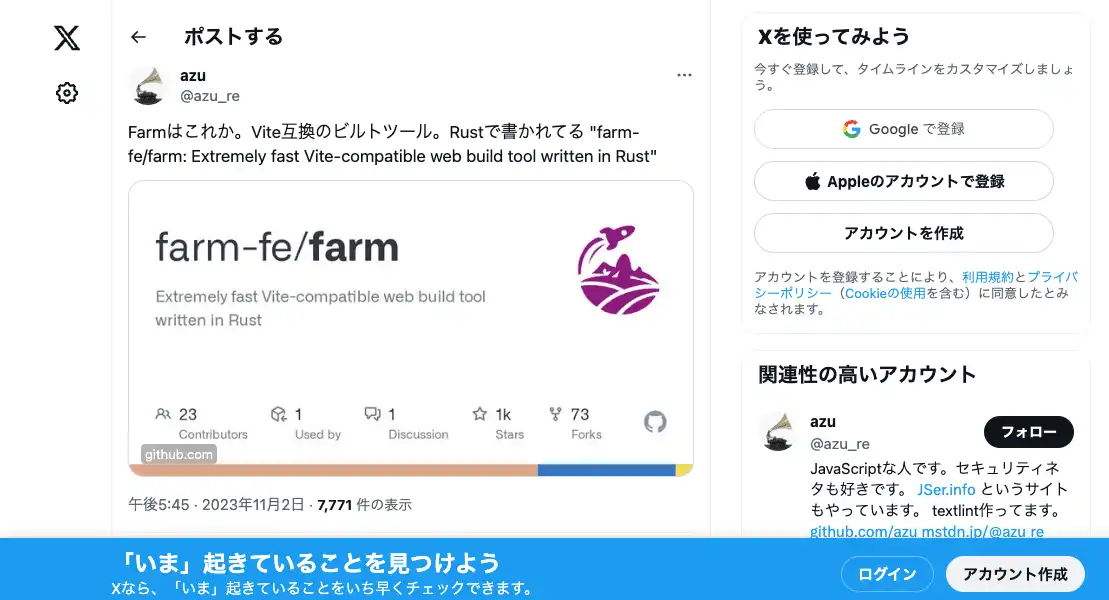 ポストする
azu
@azu_re
Farmはこれか。Vite互換のビルトツール。Rustで書かれてる "farm-
fe/farm: Extremely fast Vite-compatible web build tool written in Rust"
farm-fe/farm
Extremely fast Vite-compatible web build tool
written in Rust
23
Contributors
1
Used by
1
Discussion
1k
Stars
73
Forks
github.com
午後5:45 · 2023年11月2日 · 7,771 件の表示
Xを使ってみよう
今すぐ登録して、タイムラインをカスタマイズしましょ
う。
Google で登録
Appleのアカウントで登録
アカウントを作成
アカウントを登録することにより、利用規約とプライバ
シーポリシー（Cookieの使用を含む）に同意したとみ
なされます。
関連性の高いアカウント
azu
@azu_re
フォロー
JavaScriptな人です。セキュリティネ
タも好きです。 JSer.info というサイト
もやっています。 textlint作ってます。
github.com/azu mstdn.jp/@azu_re
「いま」起きていることを見つけよう
Xなら、「いま」起きていることをいち早くチェックできます。
ログイン
アカウント作成